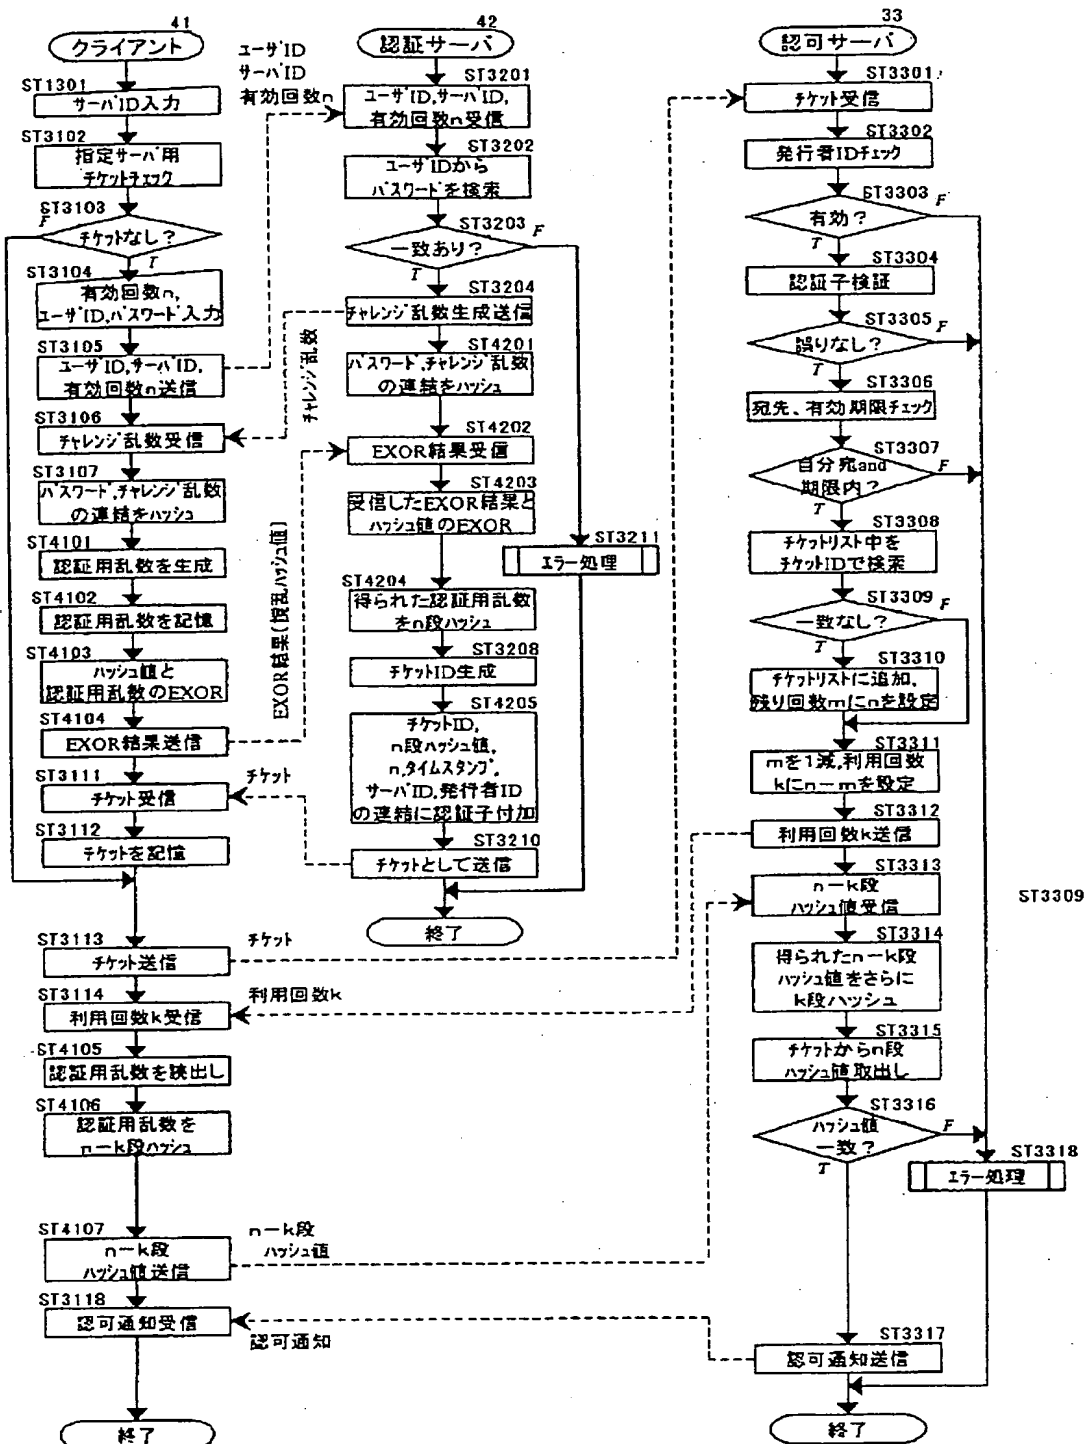 41
クライアント
ST1301
サーバID入力
ST3102
指定サーバ用
チケットチェック
ST3103
F
チケットなし？
T
ST3104
有効回数n,
ユーザID,パスワード入力
ST3105
ユーザID,サーバID,
有効回数n送信
ST3106
チャレンジ乱数受信
ST3107
パスワード,チャレンジ乱数
の連結をハッシュ
ST4101
認証用乱数を生成
ST4102
認証用乱数を記憶
ST4103
ハッシュ値と
認証用乱数のEXOR
ST4104
EXOR結果送信
ST3111
チケット受信
ST3112
チケットを記憶
ST3113
チケット送信
ST3114
利用回数k受信
ST4105
認証用乱数を読出し
ST4106
認証用乱数を
n－k段ハッシュ
ST4107
n－k段
ハッシュ値送信
ST3118
認可通知受信
終了
ユーザID
サーバID
有効回数n
チャレンジ乱数
EXOR結果(攪乱ハッシュ値)
チケット
チケット
利用回数k
n－k段
ハッシュ値
認可通知
42
認証サーバ
ST3201
ユーザID,サーバID,
有効回数n受信
ST3202
ユーザIDから
パスワードを検索
ST3203
F
一致あり？
T
ST3204
チャレンジ乱数生成送信
ST4201
パスワード,チャレンジ乱数
の連結をハッシュ
ST4202
EXOR結果受信
ST4203
受信したEXOR結果と
ハッシュ値のEXOR
ST3211
エラー処理
ST4204
得られた認証用乱数
をn段ハッシュ
ST3208
チケットID生成
ST4205
チケットID,
n段ハッシュ値,
n,タイムスタンプ,
サーバID,発行者ID
の連結に認証子付加
ST3210
チケットとして送信
終了
33
認可サーバ
ST3301
チケット受信
ST3302
発行者IDチェック
ST3303
F
有効？
T
ST3304
認証子検証
ST3305
F
誤りなし？
T
ST3306
宛先、有効期限チェック
ST3307
自分宛and
F
期限内？
T
ST3308
チケットリスト中を
チケットIDで検索
ST3309
F
一致なし？
T
ST3310
チケットリストに追加,
残り回数mにnを設定
ST3311
mを1減,利用回数
kにn－mを設定
ST3312
利用回数k送信
ST3313
n－k段
ハッシュ値受信
ST3309
ST3314
得られたn－k段
ハッシュ値をさらに
k段ハッシュ
ST3315
チケットからn段
ハッシュ値取出し
ST3316
ハッシュ値
F
一致？
T
ST3318
エラー処理
ST3317
認可通知送信
終了